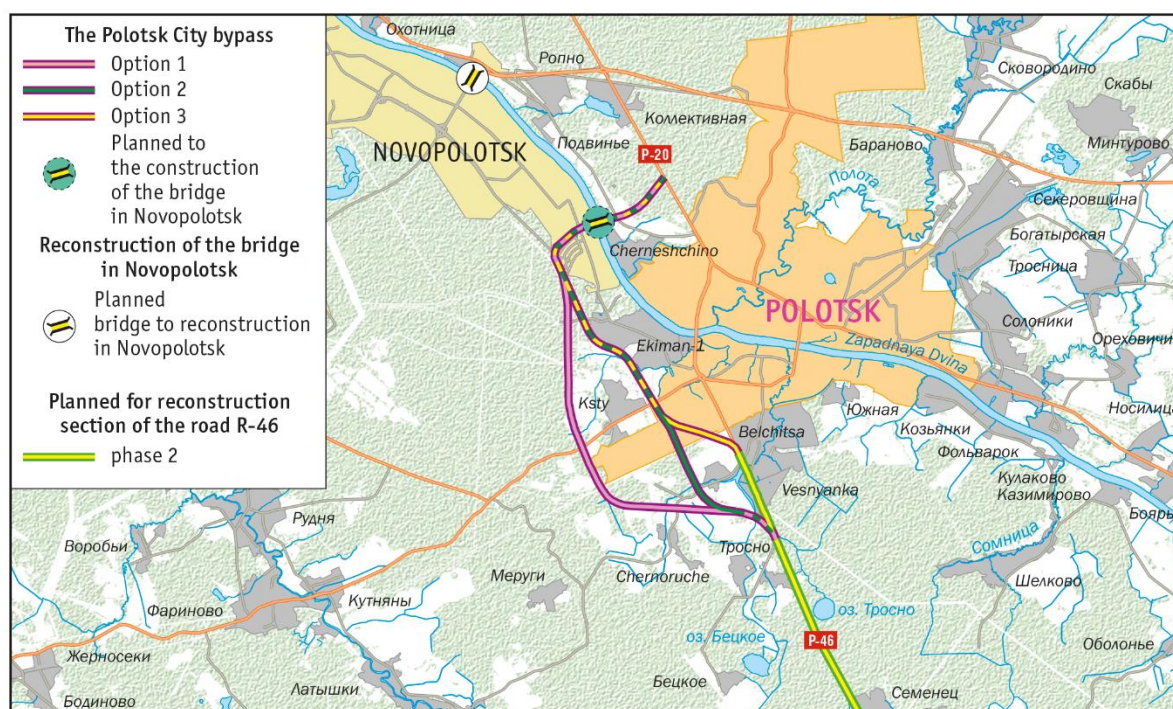 The Polotsk City bypass
Option 1
Option 2
Option 3
Planned to
the construction
of the bridge
in Novopolotsk
Reconstruction of the bridge
in Novopolotsk
Planned
bridge to reconstruction
in Novopolotsk
Planned for reconstruction
section of the road R-46
phase 2
Охотница
Ропно
Сковородино
Скабы
Коллективная
NOVOPOLOTSK
Подвинье
P-20
Бараново
Минтурово
Полота
Секеровщина
Cherneshchino
Богатырская
Тросница
POLOTSK
Солоники
Ekiman-1
Zapadnaya Dvina
Ореховичи
Ksty
Южная
Носилица
Belchitsa
Козьянки
Фольварок
Vesnyanka
Кулаково
Казимирово
Бояры
Рудня
Воробьи
Тросно
Сомница
Меруги
Chernoruche
Шелково
Фариново
Кутняны
оз. Тросно
оз. Бецкое
P-46
Оболонье
Жерносеки
Бецкое
Латышки
Семенец
Бодиново